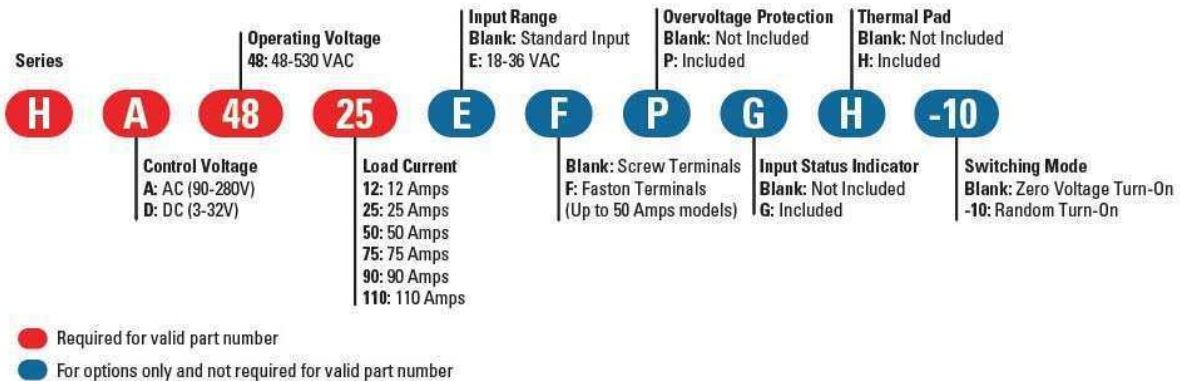 Series
Operating Voltage
48: 48-530 VAC
Input Range
Blank: Standard Input
E: 18-36 VAC
Overvoltage Protection
Blank: Not Included
P: Included
Thermal Pad
Blank: Not Included
H: Included
H A 48 25 E F P G H -10
Control Voltage
A: AC (90-280V)
D: DC (3-32V)
Load Current
12: 12 Amps
25: 25 Amps
50: 50 Amps
75: 75 Amps
90: 90 Amps
110: 110 Amps
Blank: Screw Terminals
F: Faston Terminals
(Up to 50 Amps models)
Input Status Indicator
Blank: Not Included
G: Included
Switching Mode
Blank: Zero Voltage Turn-On
-10: Random Turn-On
Required for valid part number
For options only and not required for valid part number